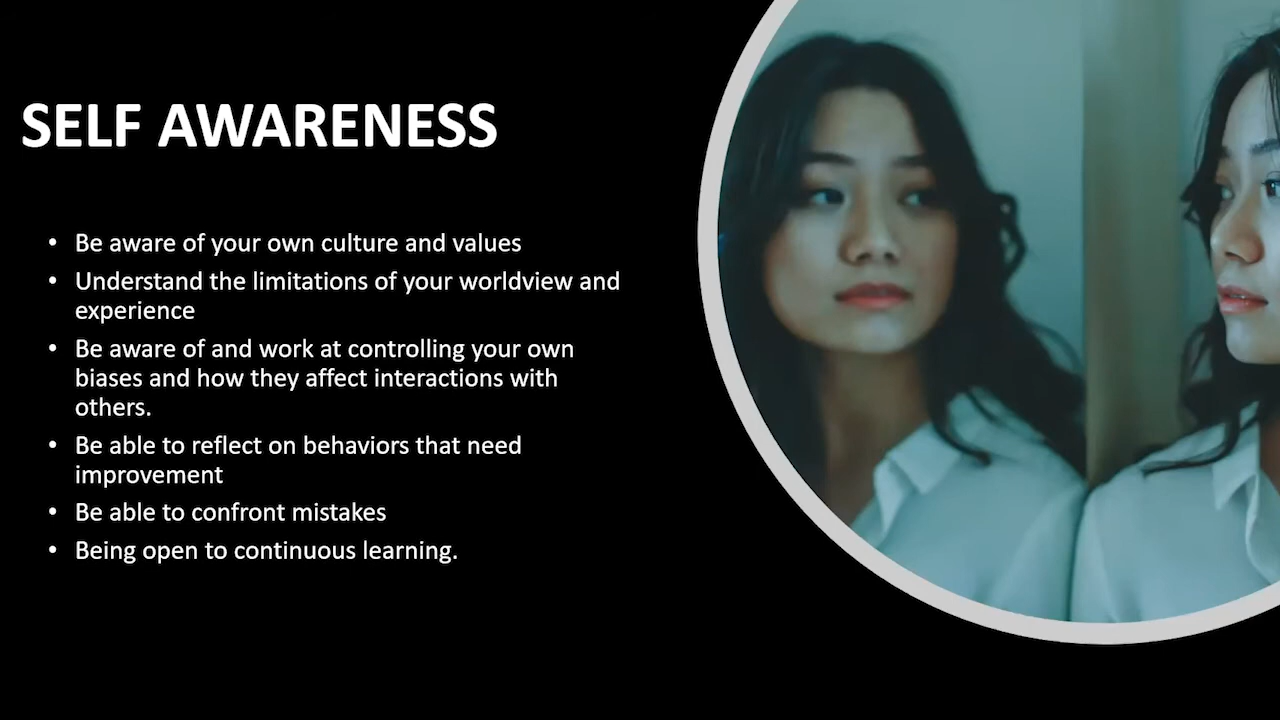 SELF AWARENESS
• Be aware of your own culture and values
• Understand the limitations of your worldview and
experience
• Be aware of and work at controlling your own
biases and how they affect interactions with
others.
• Be able to reflect on behaviors that need
improvement
• Be able to confront mistakes
• Being open to continuous learning.